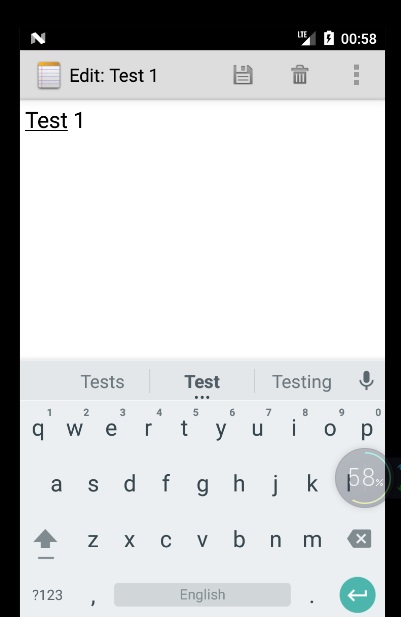 LTE 00:58
Edit: Test 1
Test 1
Tests Test Testing
1 2 3 4 5 6 7 8 9 0
q w e r t y u i o p
a s d f g h j k l
58%
z x c v b n m
?123 , English .